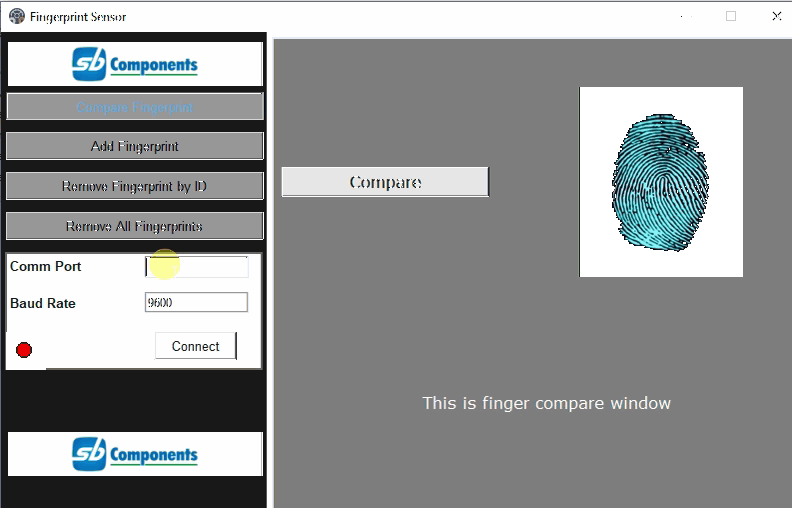 Fingerprint Sensor
sb Components
Compare Fingerprint
Add Fingerprint
Remove Fingerprint by ID
Remove All Fingerprints
Comm Port
Baud Rate 9600
Connect
sb Components
Compare
This is finger compare window